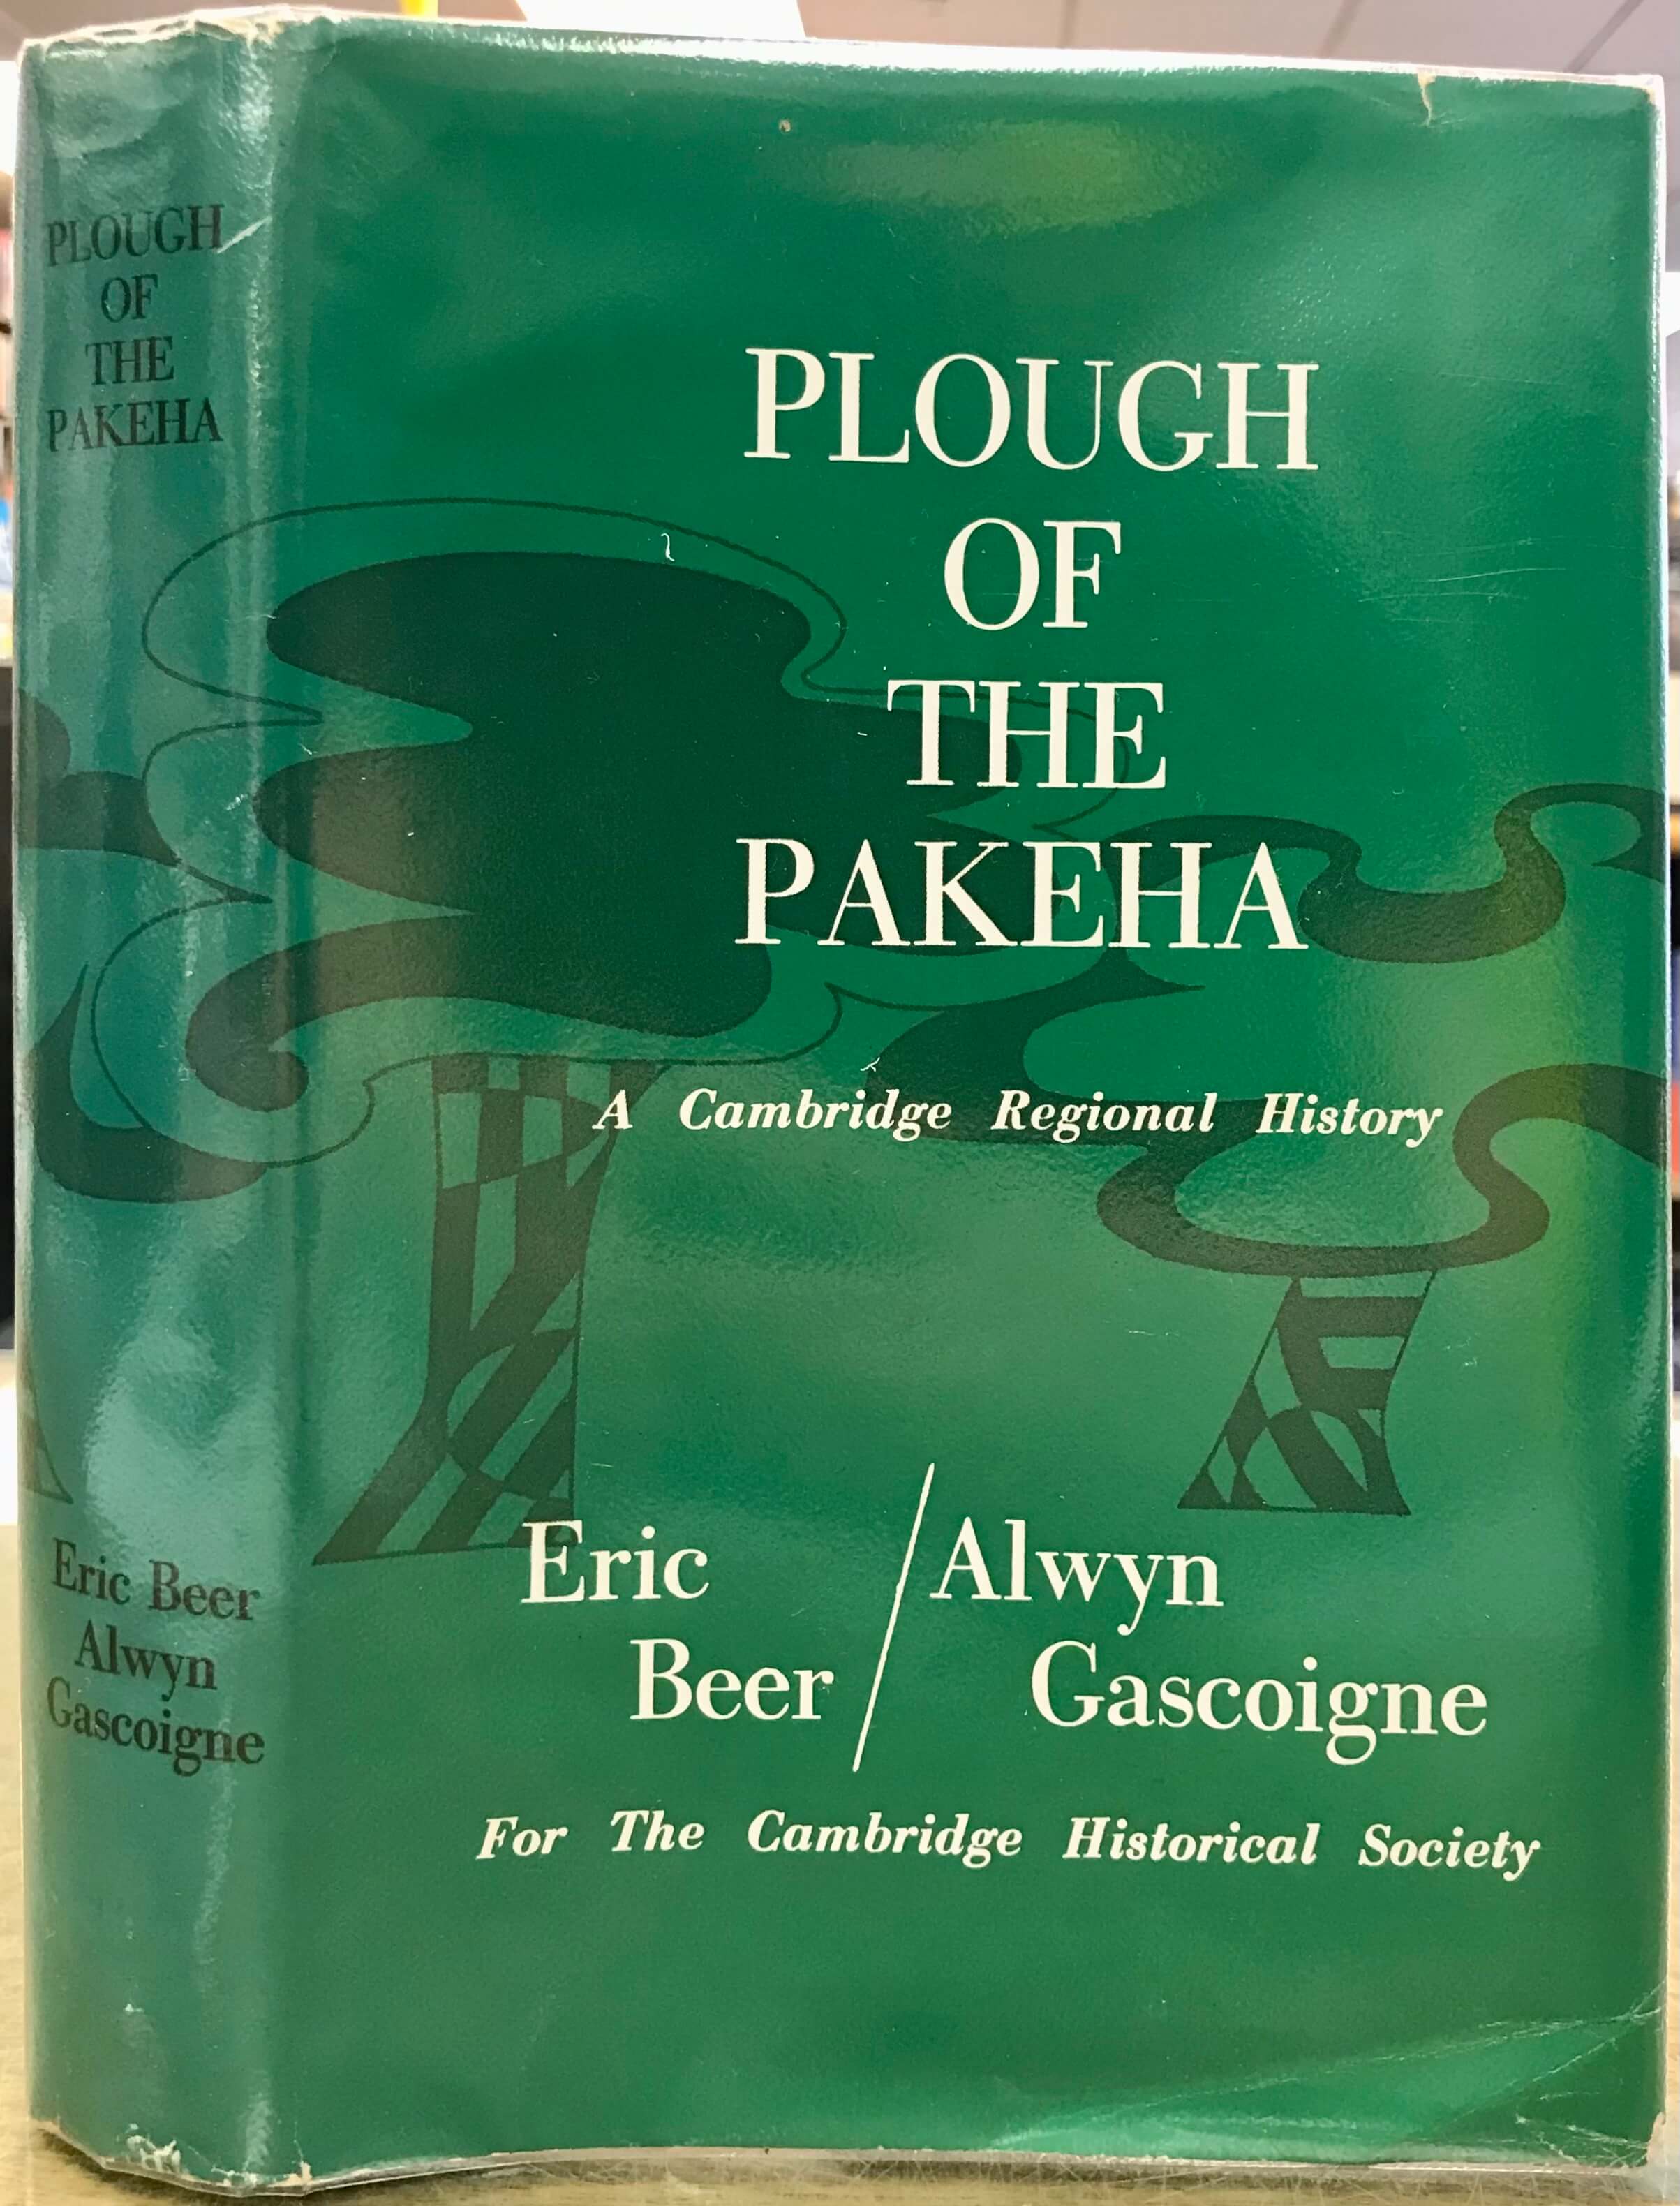 PLOUGH
OF
THE
PAKEHA
Eric Beer
Alwyn
Gascoigne
PLOUGH
OF
THE
PAKEHA
A Cambridge Regional History
Eric / Alwyn
Beer / Gascoigne
For The Cambridge Historical Society